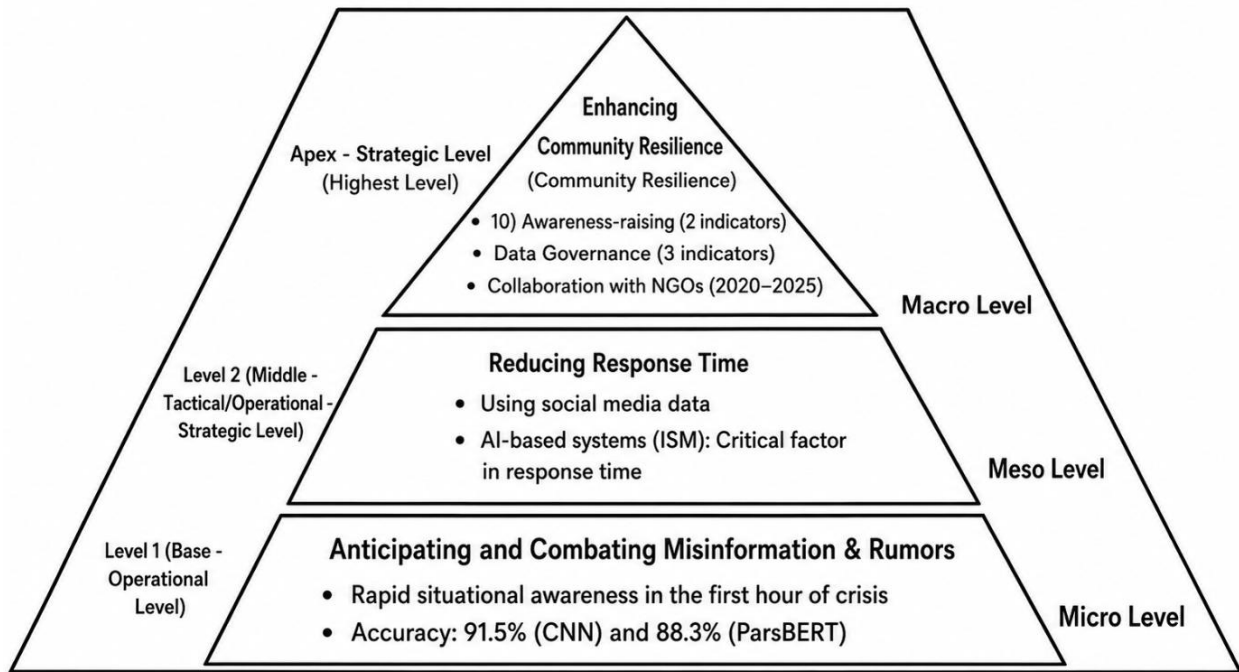 Enhancing
Community Resilience
(Community Resilience)
• 10) Awareness-raising (2 indicators)
• Data Governance (3 indicators)
• Collaboration with NGOs (2020–2025)
Apex - Strategic Level
(Highest Level)
Macro Level
Reducing Response Time
• Using social media data
• AI-based systems (ISM): Critical factor
in response time
Level 2 (Middle -
Tactical/Operational -
Strategic Level)
Meso Level
Anticipating and Combating Misinformation & Rumors
• Rapid situational awareness in the first hour of crisis
• Accuracy: 91.5% (CNN) and 88.3% (ParsBERT)
Level 1 (Base -
Operational
Level)
Micro Level